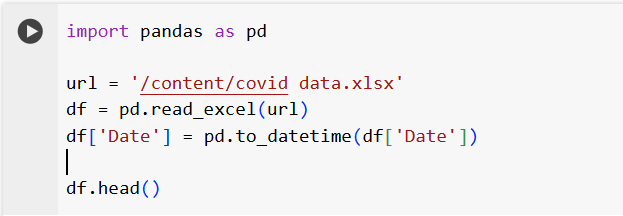 import pandas as pd
url = '/content/covid data.xlsx'
df = pd.read_excel(url)
df['Date'] = pd.to_datetime(df['Date'])
df.head()